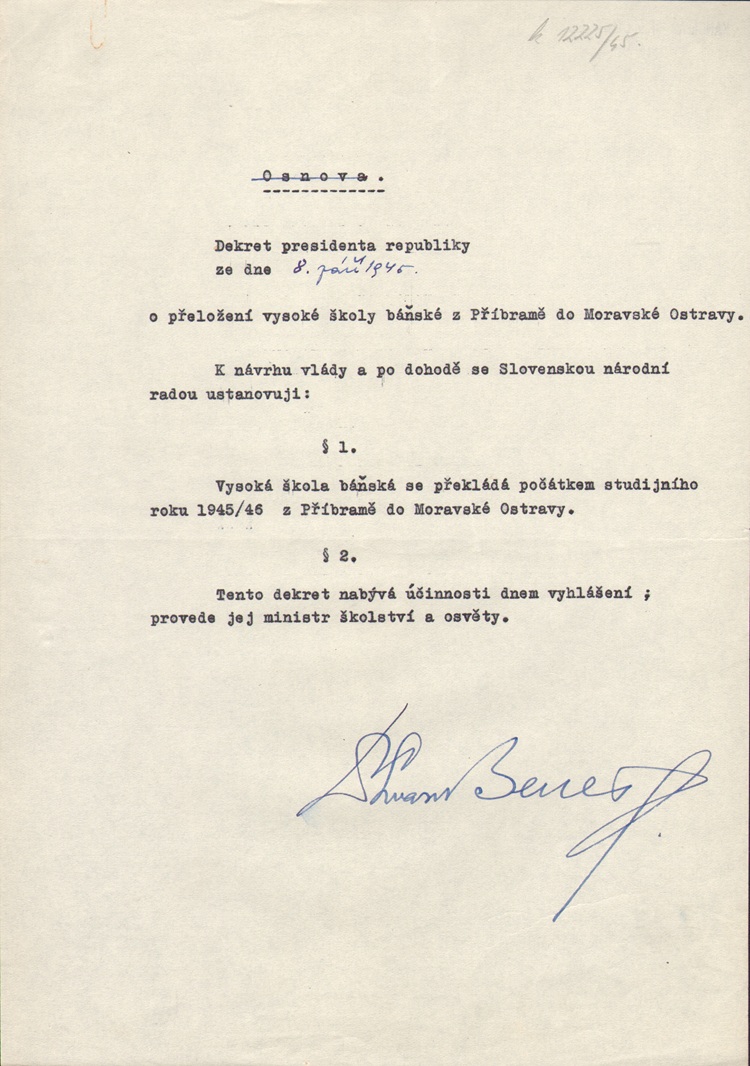 k 12225/45.
Osnova.
Dekret presidenta republiky
ze dne 8. září 1945.
o přeložení vysoké školy báňské z Příbramě do Moravské Ostravy.
K návrhu vlády a po dohodě se Slovenskou národní
radou ustanovuji:
§ 1.
Vysoká škola báňská se překládá počátkem studijního
roku 1945/46 z Příbramě do Moravské Ostravy.
§ 2.
Tento dekret nabývá účinnosti dnem vyhlášení ;
provede jej ministr školství a osvěty.
Dr Edvard Beneš